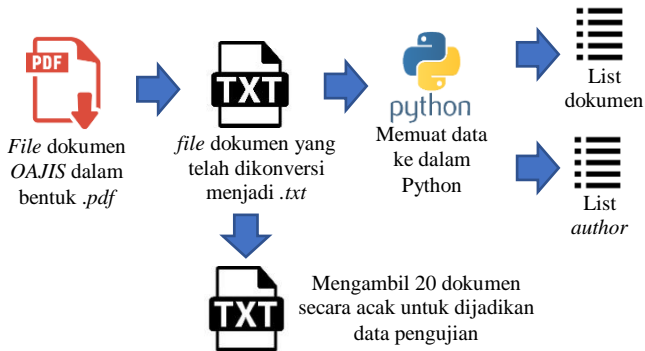 PDF
File dokumen
OAJIS dalam
bentuk .pdf
TXT
file dokumen yang
telah dikonversi
menjadi .txt
python
Memuat data
ke dalam
Python
List
dokumen
List
author
TXT
Mengambil 20 dokumen
secara acak untuk dijadikan
data pengujian